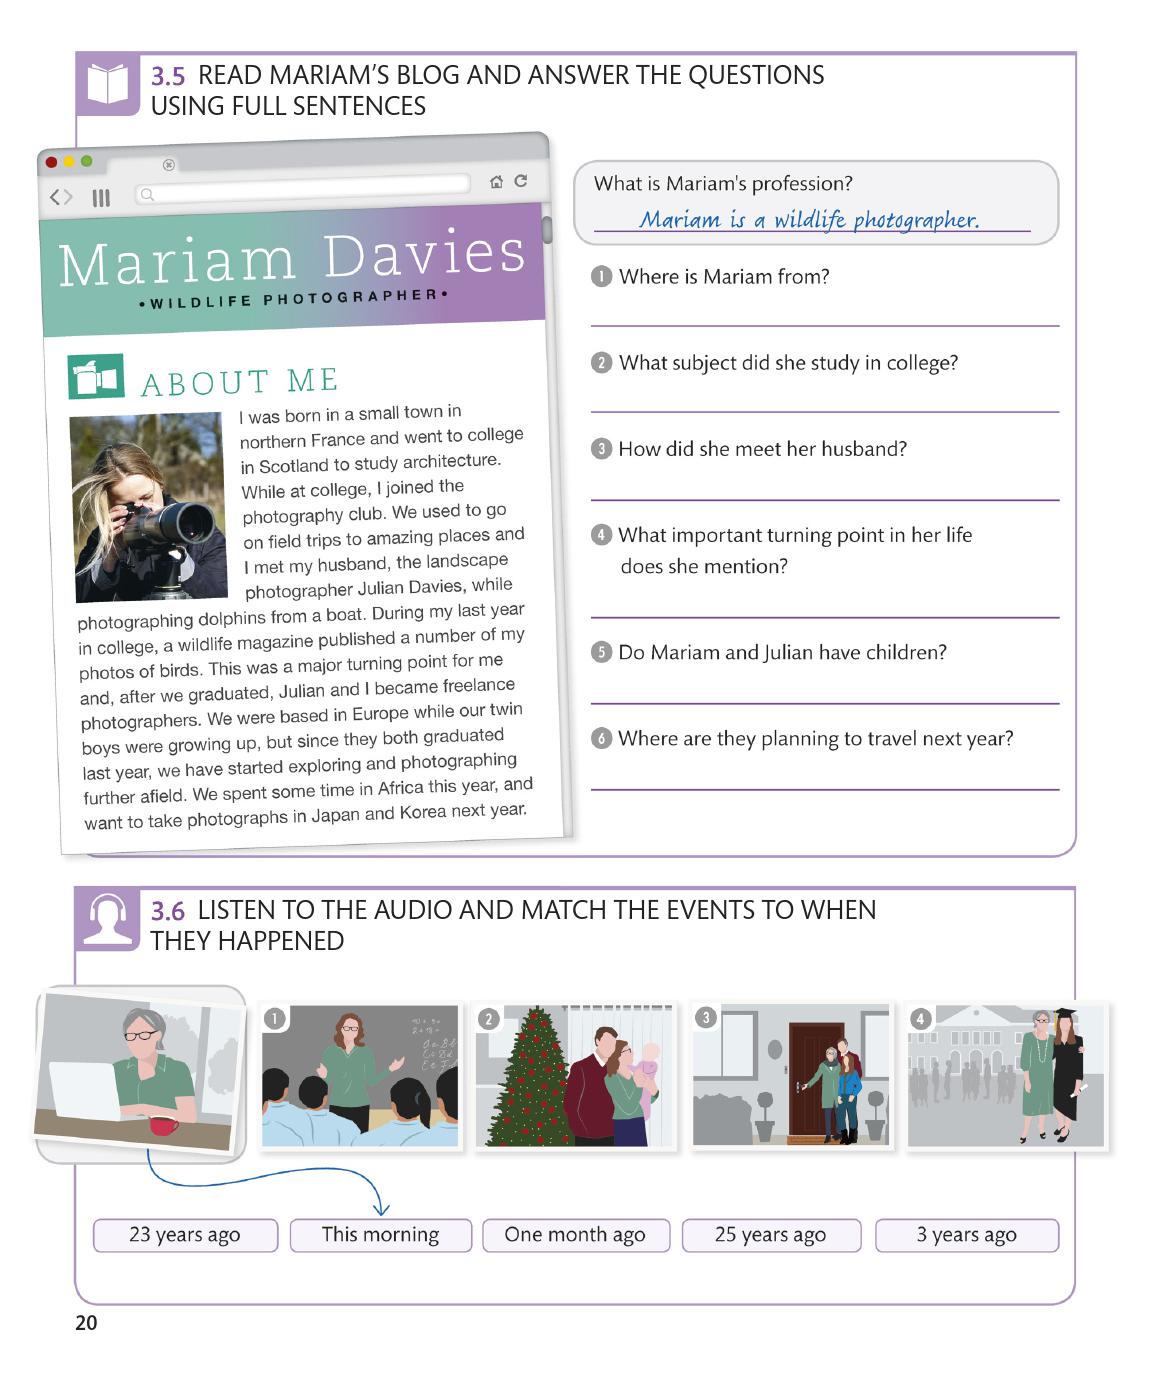 3.5 READ MARIAM'S BLOG AND ANSWER THE QUESTIONS
USING FULL SENTENCES
Mariam Davies
•WILDLIFE PHOTOGRAPHER•
ABOUT ME
I was born in a small town in
northern France and went to college
in Scotland to study architecture.
While at college, I joined the
photography club. We used to go
on field trips to amazing places and
I met my husband, the landscape
photographer Julian Davies, while
photographing dolphins from a boat. During my last year
in college, a wildlife magazine published a number of my
photos of birds. This was a major turning point for me
and, after we graduated, Julian and I became freelance
photographers. We were based in Europe while our twin
boys were growing up, but since they both graduated
last year, we have started exploring and photographing
further afield. We spent some time in Africa this year, and
want to take photographs in Japan and Korea next year.
What is Mariam's profession?
Mariam is a wildlife photographer.
1 Where is Mariam from?
2 What subject did she study in college?
3 How did she meet her husband?
4 What important turning point in her life
does she mention?
5 Do Mariam and Julian have children?
6 Where are they planning to travel next year?
3.6 LISTEN TO THE AUDIO AND MATCH THE EVENTS TO WHEN
THEY HAPPENED
1
2
3
4
23 years ago
This morning
One month ago
25 years ago
3 years ago
20